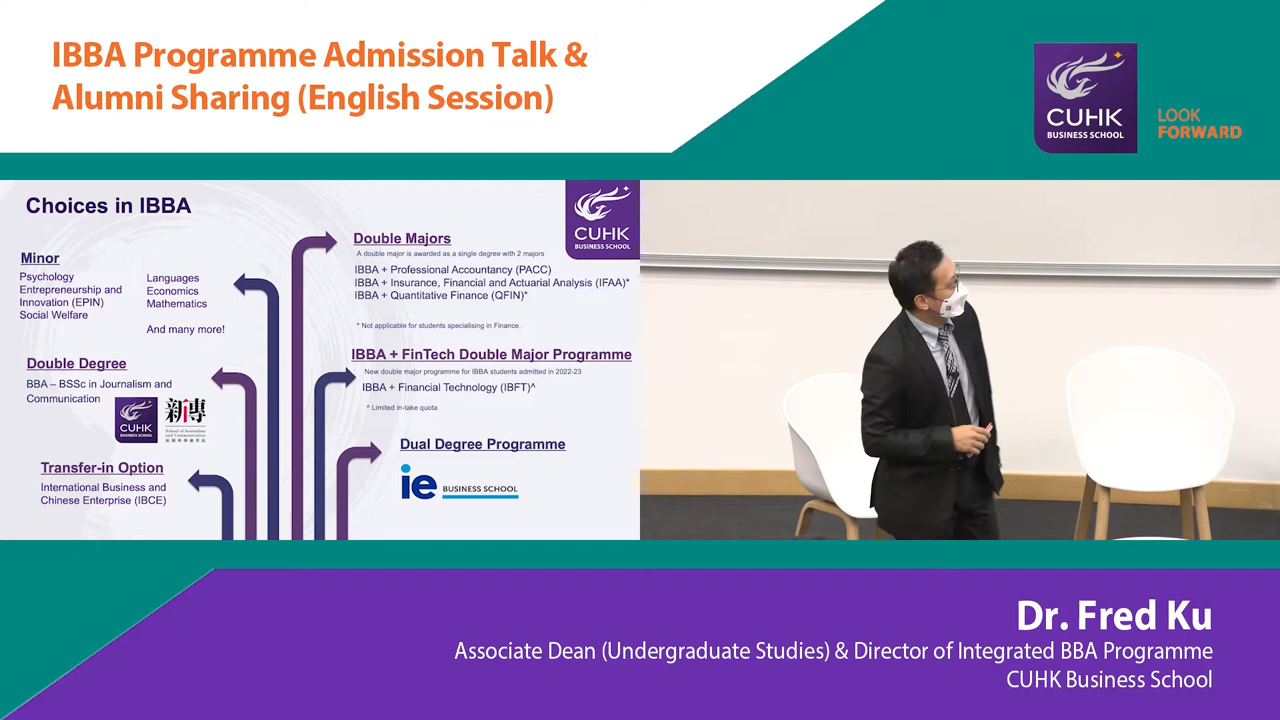 IBBA Programme Admission Talk &
Alumni Sharing (English Session)
CUHK
BUSINESS SCHOOL
LOOK
FORWARD
Choices in IBBA
CUHK
BUSINESS SCHOOL
Minor
Psychology
Entrepreneurship and
Innovation (EPIN)
Social Welfare
Languages
Economics
Mathematics
And many more!
Double Degree
BBA – BSSc in Journalism and
Communication
CUHK
BUSINESS SCHOOL
新專
School of Journalism
and Communication
Transfer-in Option
International Business and
Chinese Enterprise (IBCE)
Double Majors
A double major is awarded as a single degree with 2 majors
IBBA + Professional Accountancy (PACC)
IBBA + Insurance, Financial and Actuarial Analysis (IFAA)*
IBBA + Quantitative Finance (QFIN)*
* Not applicable for students specialising in Finance.
IBBA + FinTech Double Major Programme
New double major programme for IBBA students admitted in 2022-23
IBBA + Financial Technology (IBFT)^
^ Limited in-take quota
Dual Degree Programme
ie BUSINESS SCHOOL
Dr. Fred Ku
Associate Dean (Undergraduate Studies) & Director of Integrated BBA Programme
CUHK Business School